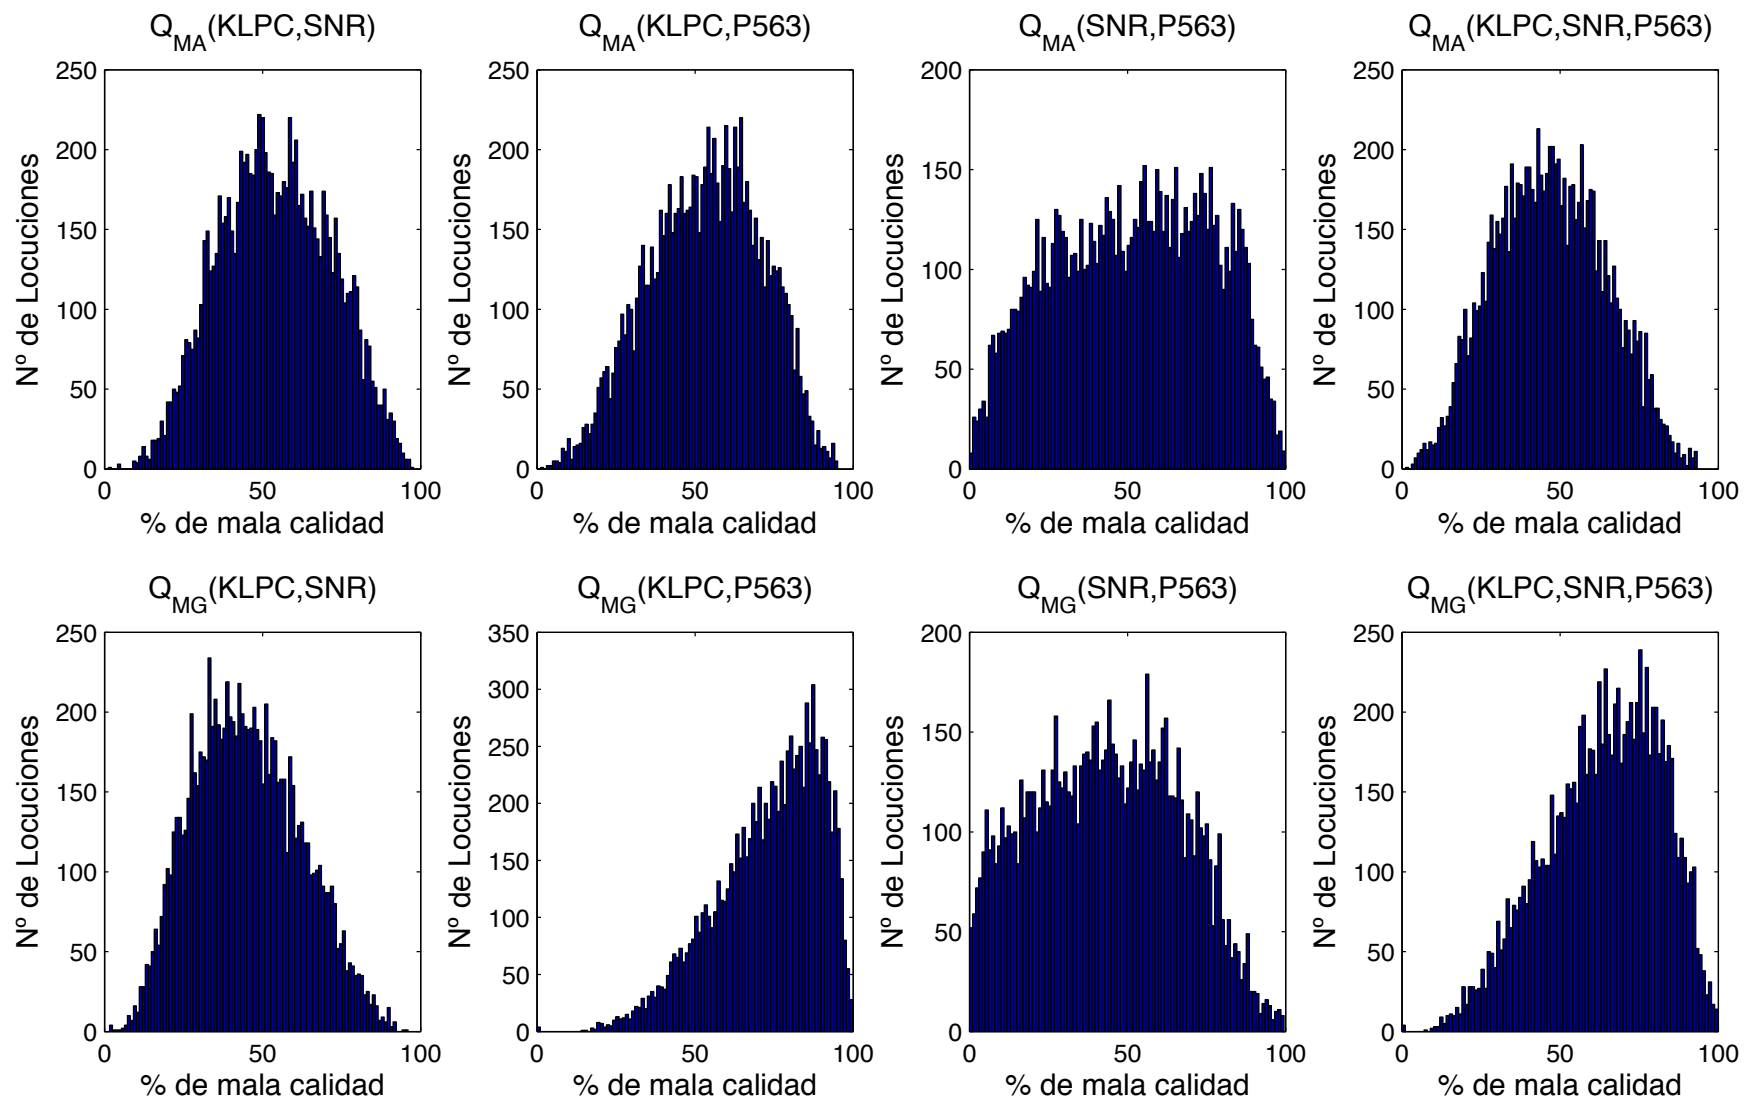 Q_MA(KLPC,SNR)
250
200
150
100
50
0
0 50 100
Nº de Locuciones
% de mala calidad
Q_MA(KLPC,P563)
250
200
150
100
50
0
0 50 100
Nº de Locuciones
% de mala calidad
Q_MA(SNR,P563)
200
150
100
50
0
0 50 100
Nº de Locuciones
% de mala calidad
Q_MA(KLPC,SNR,P563)
250
200
150
100
50
0
0 50 100
Nº de Locuciones
% de mala calidad
Q_MG(KLPC,SNR)
250
200
150
100
50
0
0 50 100
Nº de Locuciones
% de mala calidad
Q_MG(KLPC,P563)
350
300
250
200
150
100
50
0
0 50 100
Nº de Locuciones
% de mala calidad
Q_MG(SNR,P563)
200
150
100
50
0
0 50 100
Nº de Locuciones
% de mala calidad
Q_MG(KLPC,SNR,P563)
250
200
150
100
50
0
0 50 100
Nº de Locuciones
% de mala calidad